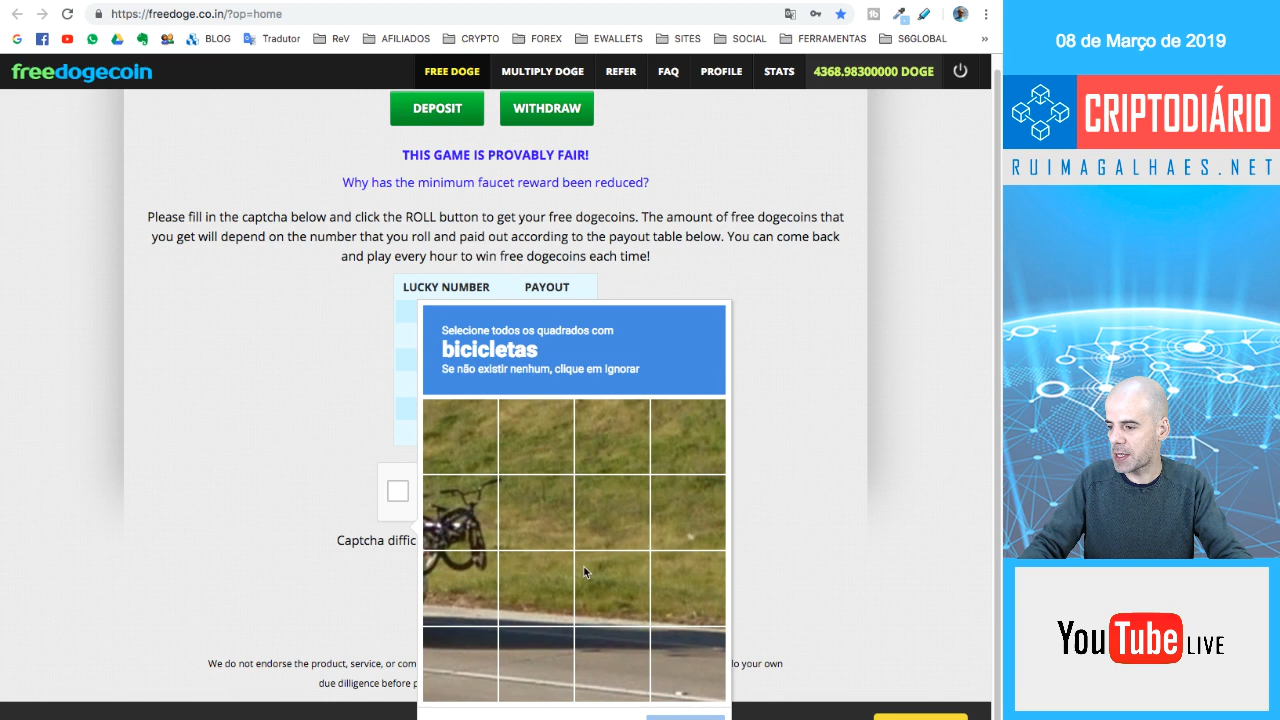 https://freedoge.co.in/?op=home
BLOG
Tradutor
ReV
AFILIADOS
CRYPTO
FOREX
EWALLETS
SITES
SOCIAL
FERRAMENTAS
S6GLOBAL
»
freedogecoin
FREE DOGE
MULTIPLY DOGE
REFER
FAQ
PROFILE
STATS
4368.98300000 DOGE
DEPOSIT
WITHDRAW
THIS GAME IS PROVABLY FAIR!
Why has the minimum faucet reward been reduced?
Please fill in the captcha below and click the ROLL button to get your free dogecoins. The amount of free dogecoins that
you get will depend on the number that you roll and paid out according to the payout table below. You can come back
and play every hour to win free dogecoins each time!
LUCKY NUMBER PAYOUT
Selecione todos os quadrados com
bicicletas
Se não existir nenhum, clique em Ignorar
Captcha diffic
We do not endorse the product, service, or com
lo your own
due dilligence before p
08 de Março de 2019
CRIPTODIÁRIO
RUIMAGALHAES.NET
YouTube LIVE